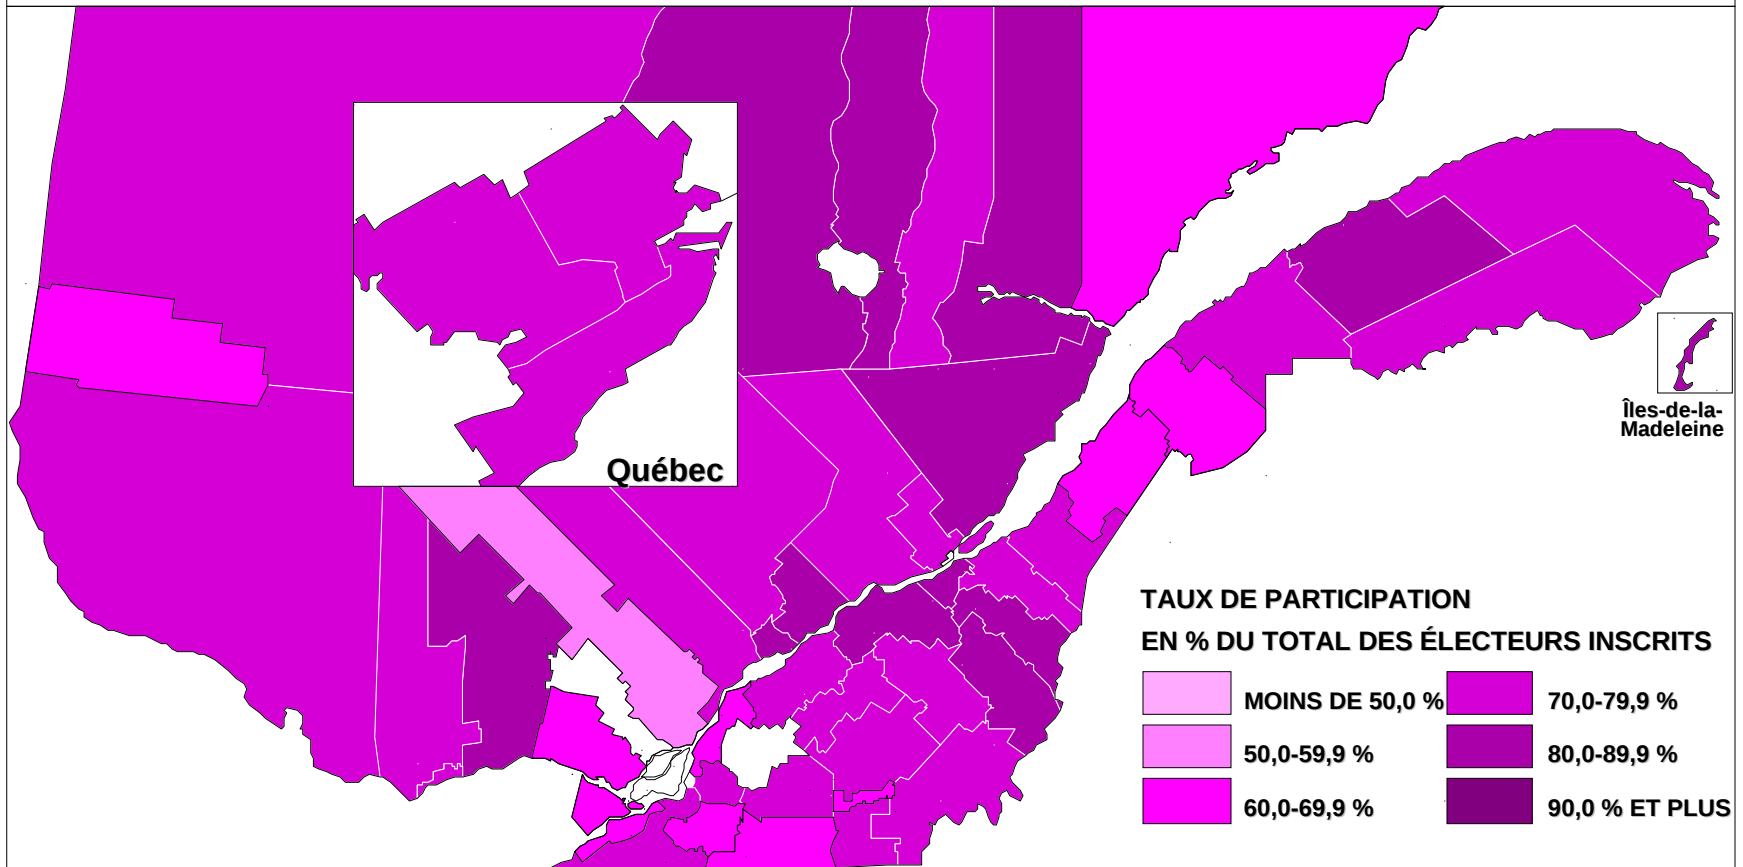 Québec
Îles-de-la-
Madeleine
TAUX DE PARTICIPATION
EN % DU TOTAL DES ÉLECTEURS INSCRITS
MOINS DE 50,0 %
50,0-59,9 %
60,0-69,9 %
70,0-79,9 %
80,0-89,9 %
90,0 % ET PLUS